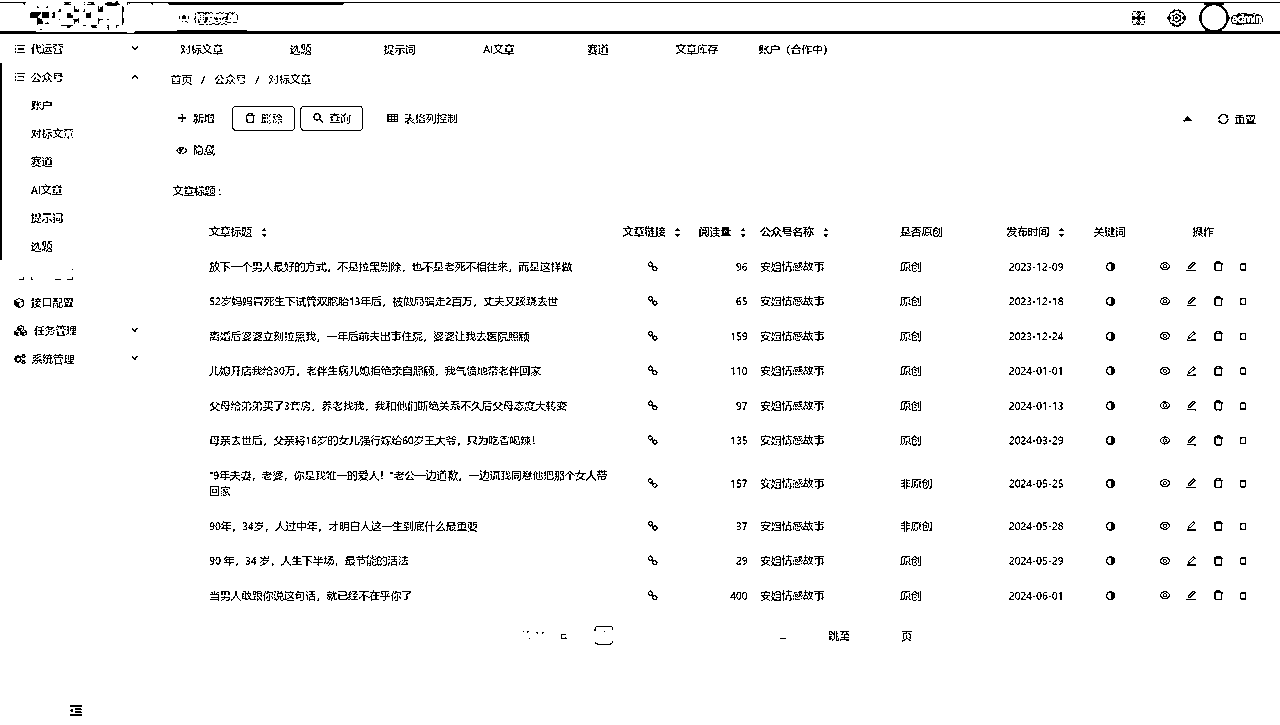 搜索菜单 admin
代运营 对标文章 选题 提示词 AI文章 赛道 文章库存 账户（合作中）
公众号 首页 / 公众号 / 对标文章
账户
对标文章
赛道
AI文章
提示词
选题
接口配置
任务管理
系统管理
新增 删除 查询 表格列控制 重置
隐藏
文章标题：
文章标题 文章链接 阅读量 公众号名称 是否原创 发布时间 关键词 操作
放下一个男人最好的方式，不是拉黑删除，也不是老死不相往来，而是这样做 96 安妞情感故事 原创 2023-12-09
52岁妈妈冒死生下试管双胞胎13年后，被做局骗走2百万，丈夫又蹊跷去世 65 安妞情感故事 原创 2023-12-18
离婚后婆婆立刻拉黑我，一年后前夫出事住院，婆婆让我去医院照顾 159 安妞情感故事 原创 2023-12-24
儿媳开店我给30万，老伴生病儿媳拒绝亲自照顾，我气愤地带老伴回家 110 安妞情感故事 原创 2024-01-01
父母给弟弟买了3套房，养老找我，我和他们断绝关系不久后父母态度大转变 97 安妞情感故事 原创 2024-01-13
母亲去世后，父亲将16岁的女儿强行嫁给60岁王大爷，只为吃香喝辣！ 135 安妞情感故事 原创 2024-03-29
"9年夫妻，老婆，你是我唯一的爱人！"老公一边道歉，一边说我同意他把那个女人带
回家 157 安妞情感故事 非原创 2024-05-25
90年，34岁，人过中年，才明白人这一生到底什么最重要 37 安妞情感故事 非原创 2024-05-28
90 年，34 岁，人生下半场，最节能的活法 29 安妞情感故事 原创 2024-05-29
当男人敢跟你说这句话，就已经不在乎你了 400 安妞情感故事 原创 2024-06-01
跳至 页